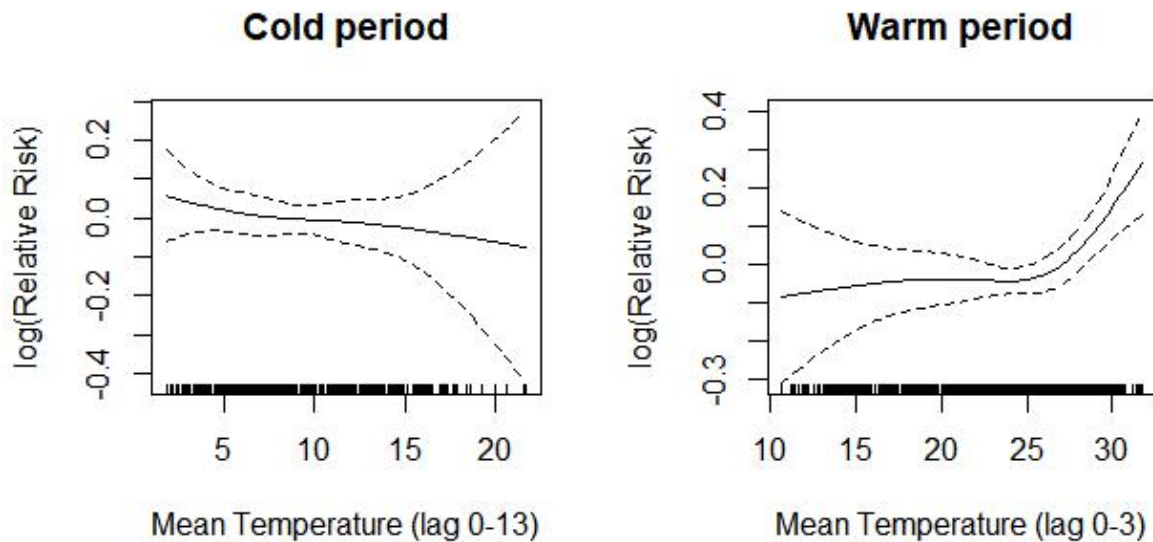 Cold period
Warm period
log(Relative Risk)
0.2
0.0
-0.2
-0.4
5
10
15
20
Mean Temperature (lag 0-13)
log(Relative Risk)
0.4
0.2
0.0
-0.3
10
15
20
25
30
Mean Temperature (lag 0-3)